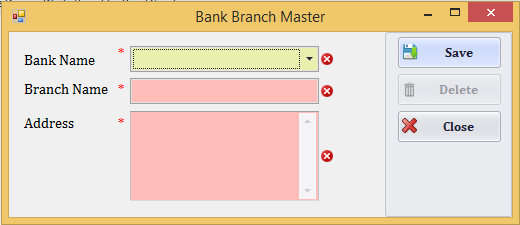 Bank Branch Master
Bank Name *
Branch Name *
Address *
Save
Delete
Close